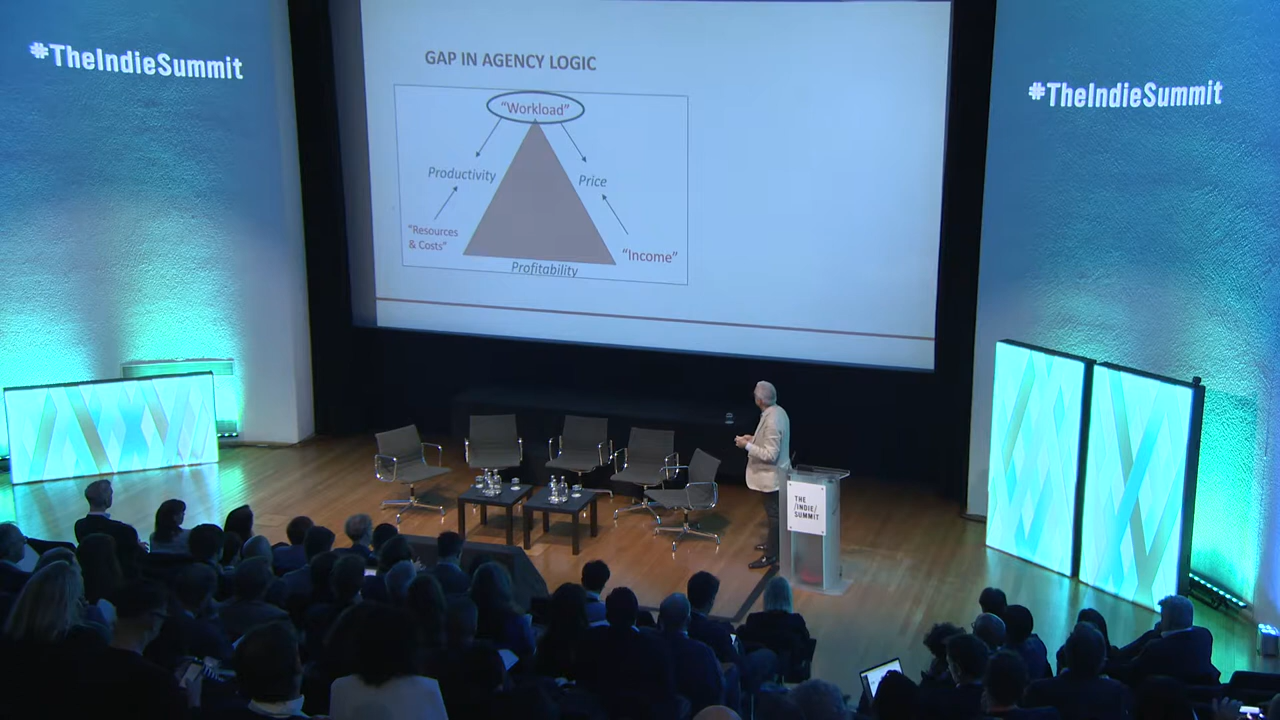 #TheIndieSummit
GAP IN AGENCY LOGIC
#TheIndieSummit
“Workload”
Productivity
Price
“Resources
& Costs”
“Income”
Profitability
THE
/INDIE/
SUMMIT